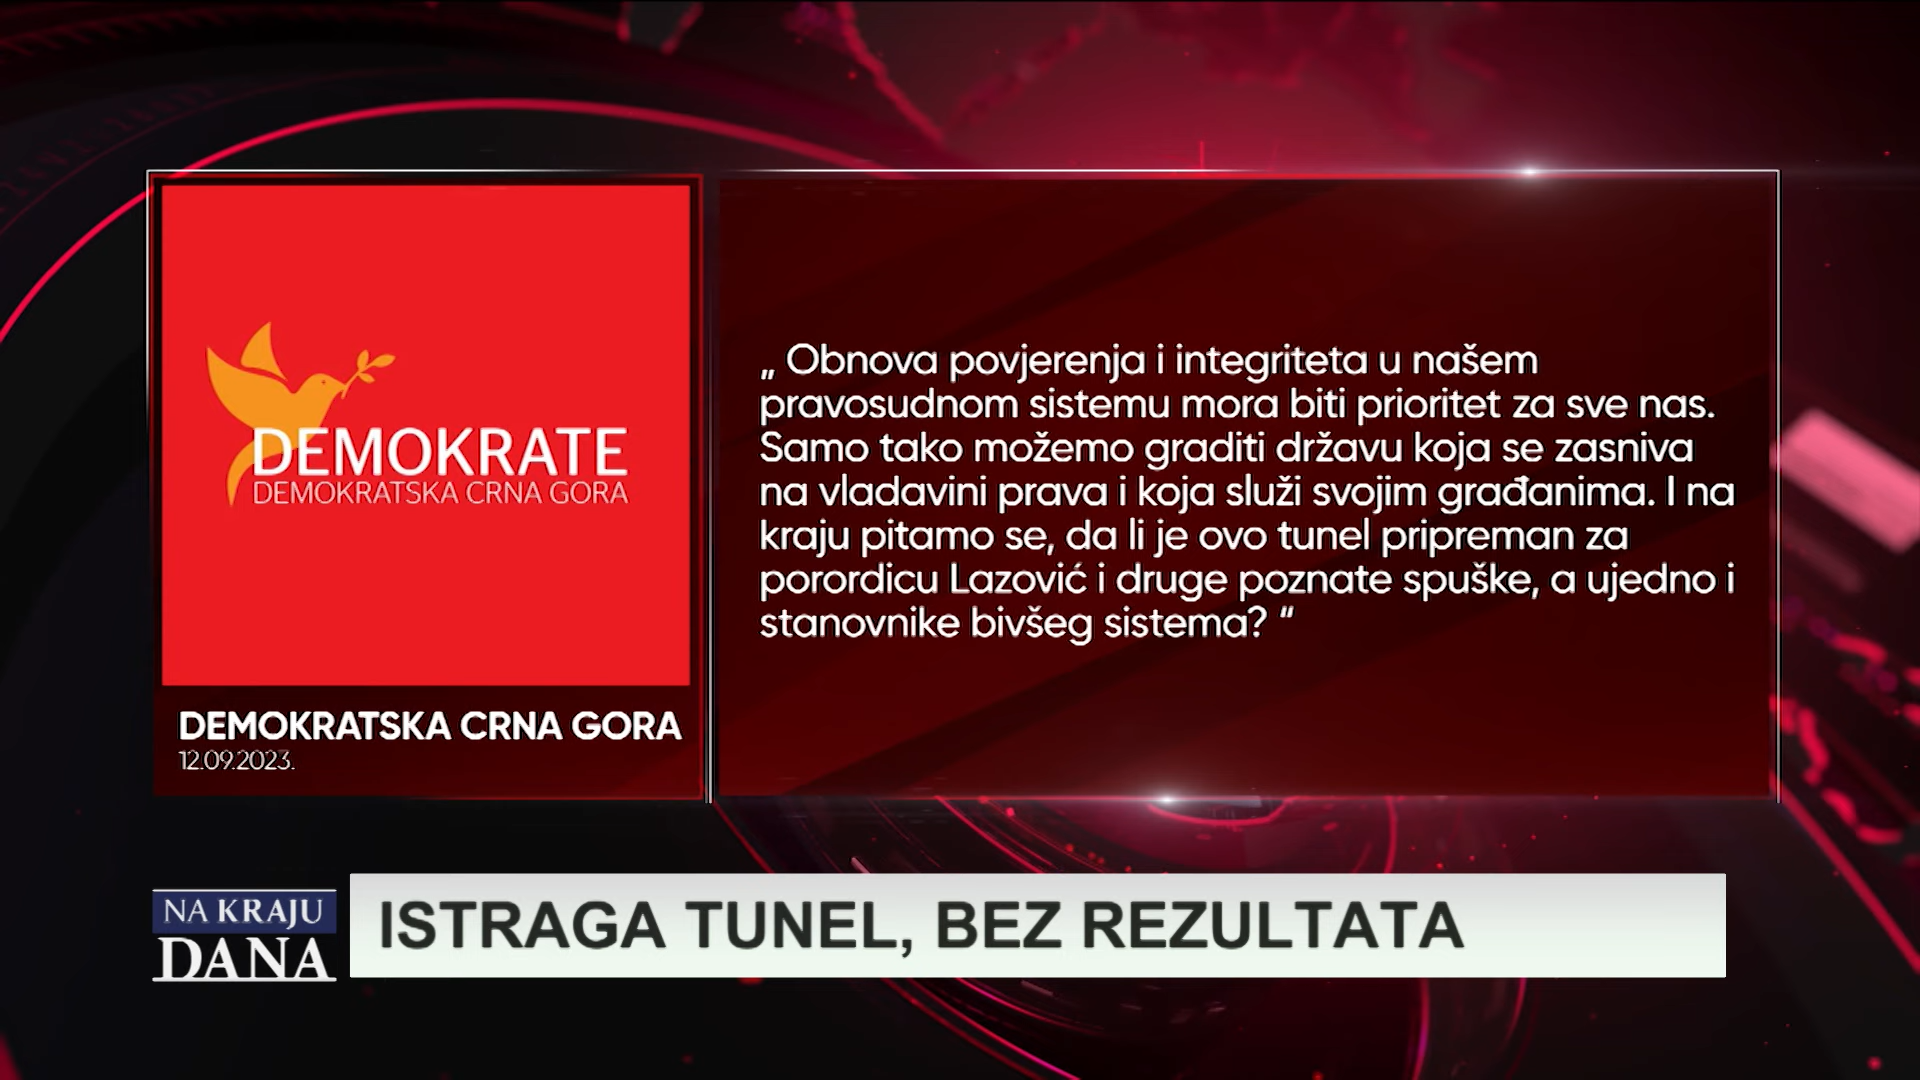 DEMOKRATE
DEMOKRATSKA CRNA GORA
DEMOKRATSKA CRNA GORA
12.09.2023.
„ Obnova povjerenja i integriteta u našem
pravosudnom sistemu mora biti prioritet za sve nas.
Samo tako možemo graditi državu koja se zasniva
na vladavini prava i koja služi svojim građanima. I na
kraju pitamo se, da li je ovo tunel pripreman za
porordicu Lazović i druge poznate spuške, a ujedno i
stanovnike bivšeg sistema? “
NA KRAJU
DANA
ISTRAGA TUNEL, BEZ REZULTATA